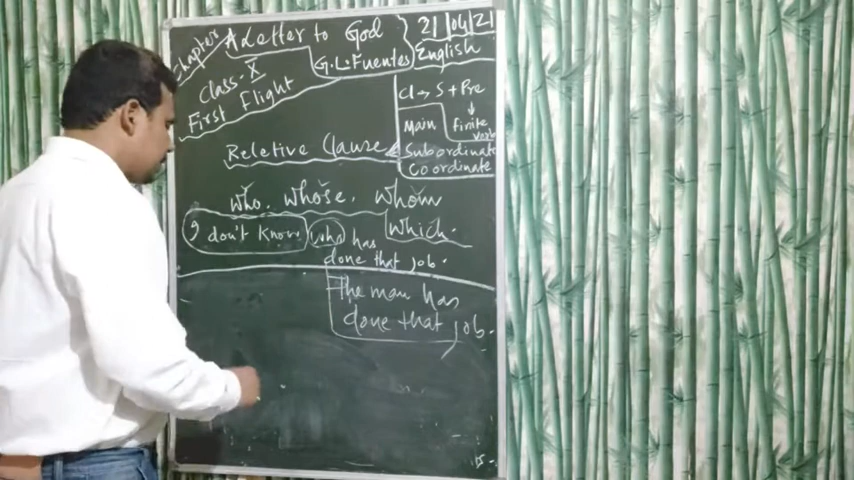 Chapter
A Letter to God
G.L. Fuentes
21/04/21
English
Class-X
First Flight
Cl → S + Pre
↓
Main
finite
verb
Subordinate
Coordinate
Reletive Clause
who, whose, whom
which.
I don't know who has
done that job.
The man has
done that job.